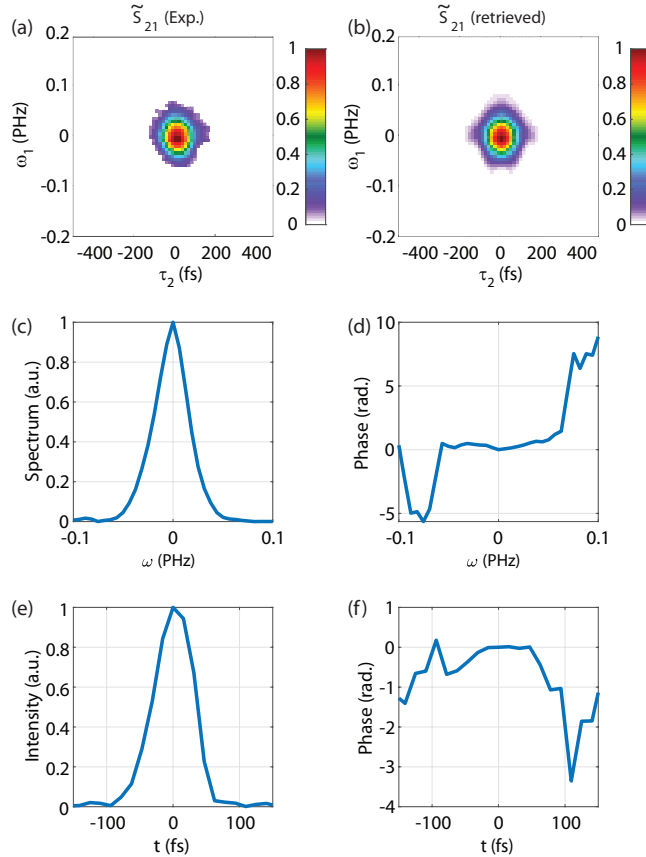 (a) S̃₂₁ (Exp.)
(b) S̃₂₁ (retrieved)
0.2
0.1
0
-0.1
-0.2
ω₁ (PHz)
-400 -200 0 200 400
τ₂ (fs)
1
0.8
0.6
0.4
0.2
0
0.2
0.1
0
-0.1
-0.2
ω₁ (PHz)
-400 -200 0 200 400
τ₂ (fs)
1
0.8
0.6
0.4
0.2
0
(c)
1
0.8
0.6
0.4
0.2
0
Spectrum (a.u.)
-0.1 0 0.1
ω (PHz)
(d)
10
5
0
-5
Phase (rad.)
-0.1 0 0.1
ω (PHz)
(e)
1
0.8
0.6
0.4
0.2
0
Intensity (a.u.)
-100 0 100
t (fs)
(f)
1
0
-1
-2
-3
-4
Phase (rad.)
-100 0 100
t (fs)